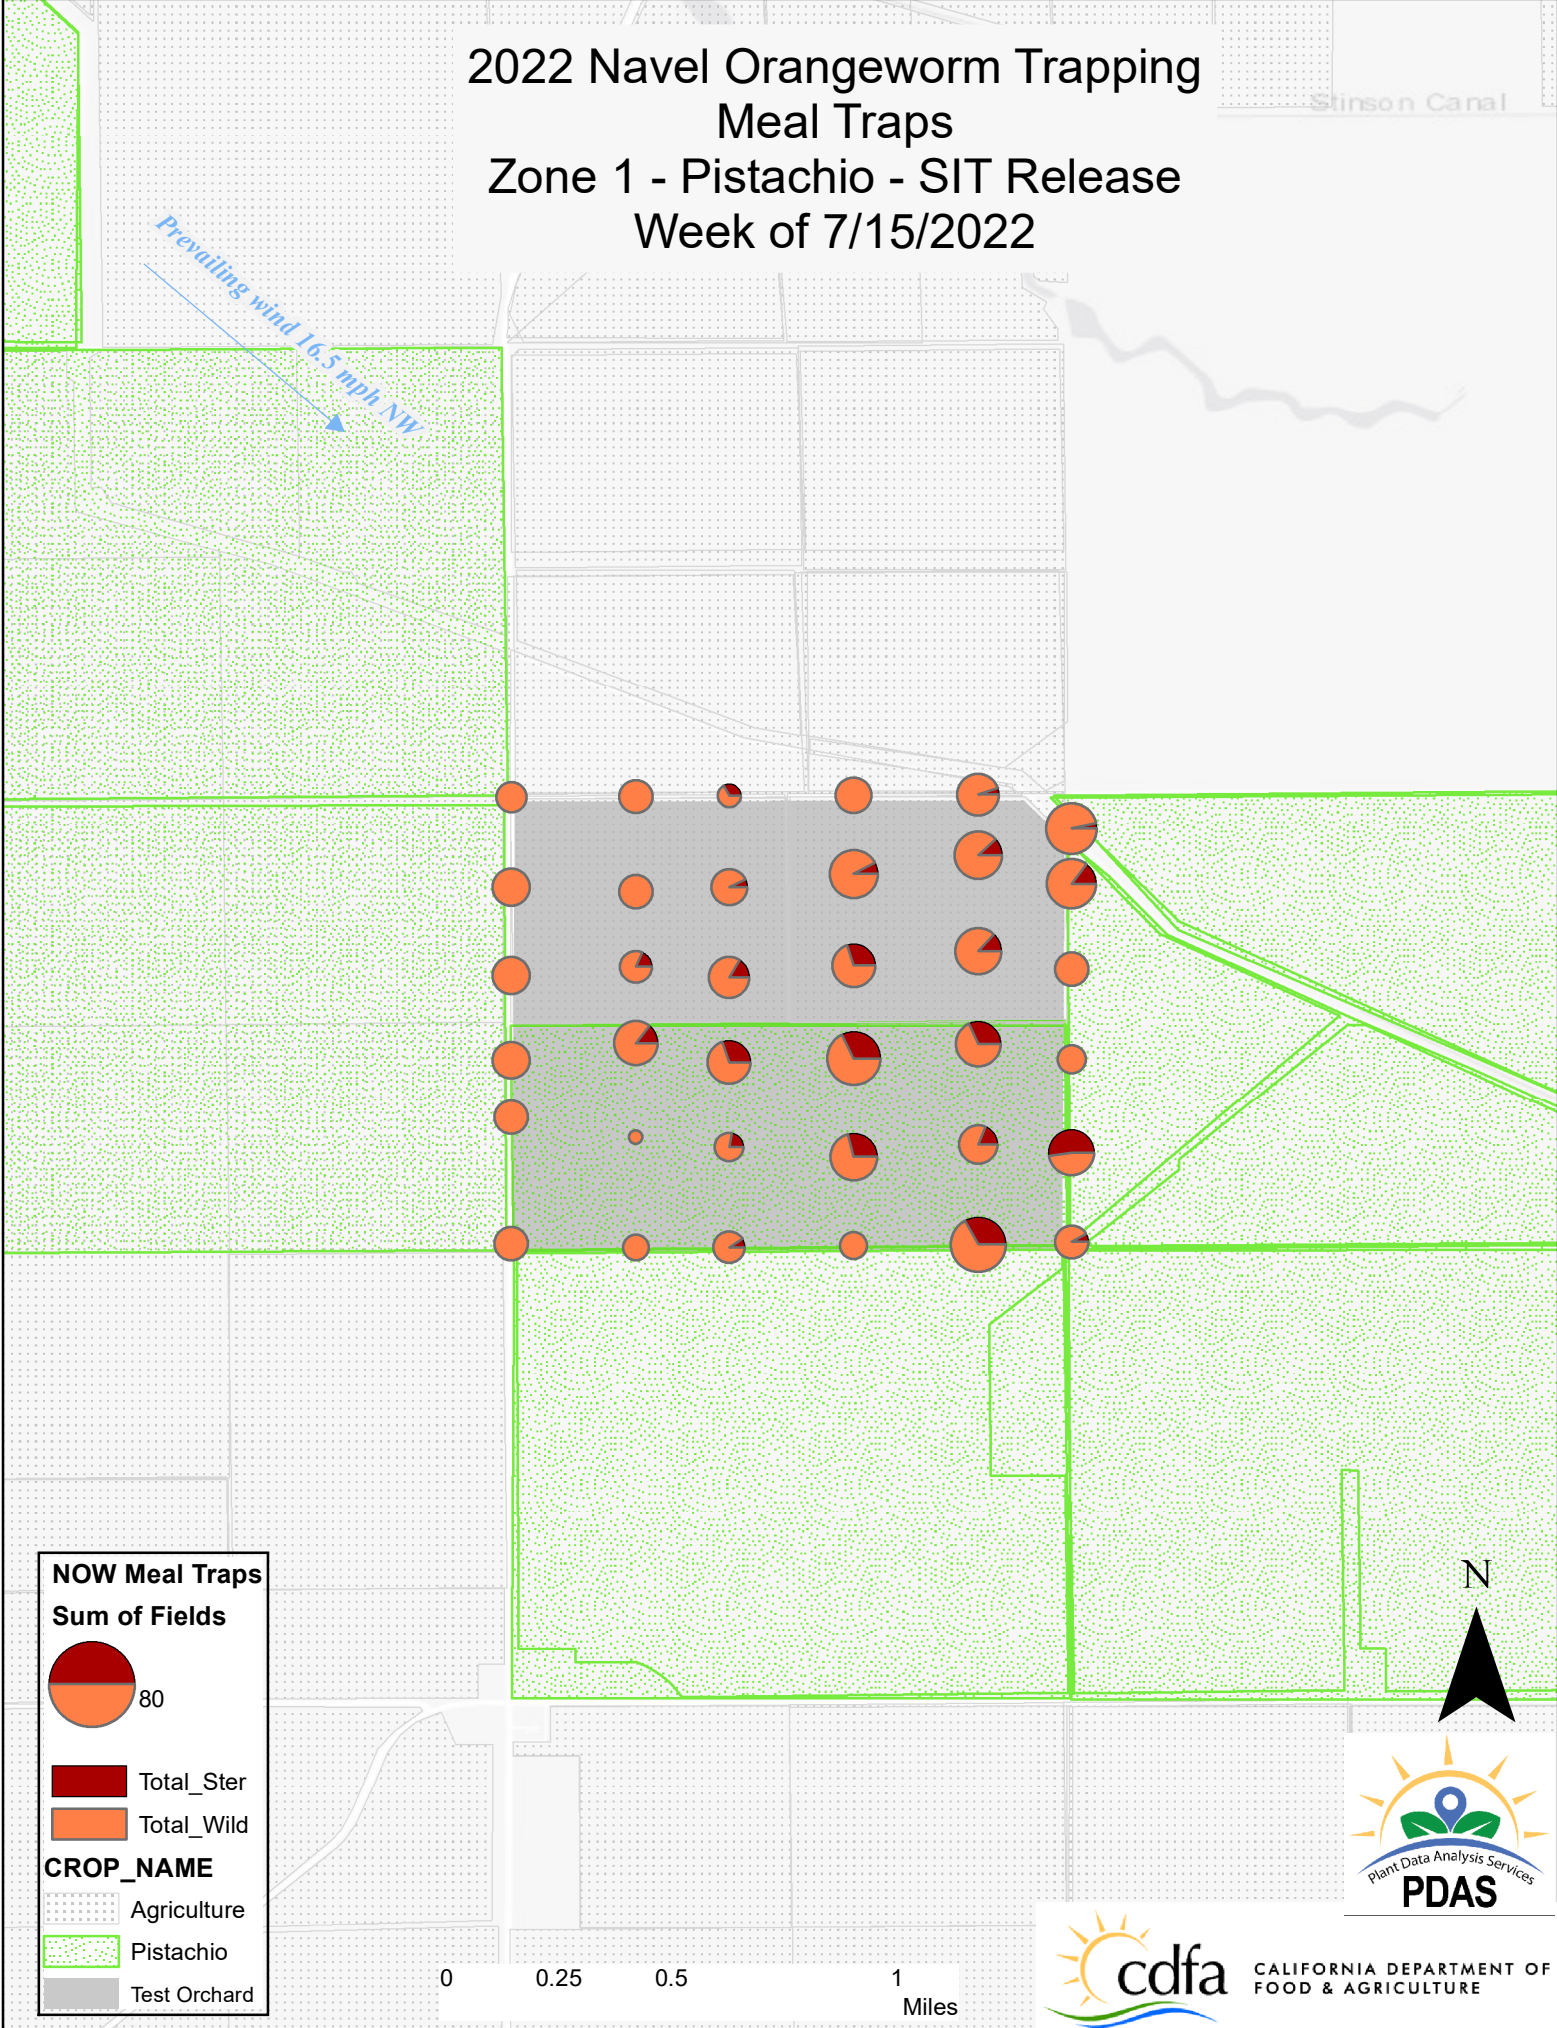 2022 Navel Orangeworm Trapping
Meal Traps
Zone 1 - Pistachio - SIT Release
Week of 7/15/2022
Stinson Canal
Prevailing wind 16.5 mph NW
NOW Meal Traps
Sum of Fields
80
Total_Ster
Total_Wild
CROP_NAME
Agriculture
Pistachio
Test Orchard
0 0.25 0.5 1
Miles
N
Plant Data Analysis Services
PDAS
cdfa
CALIFORNIA DEPARTMENT OF
FOOD & AGRICULTURE